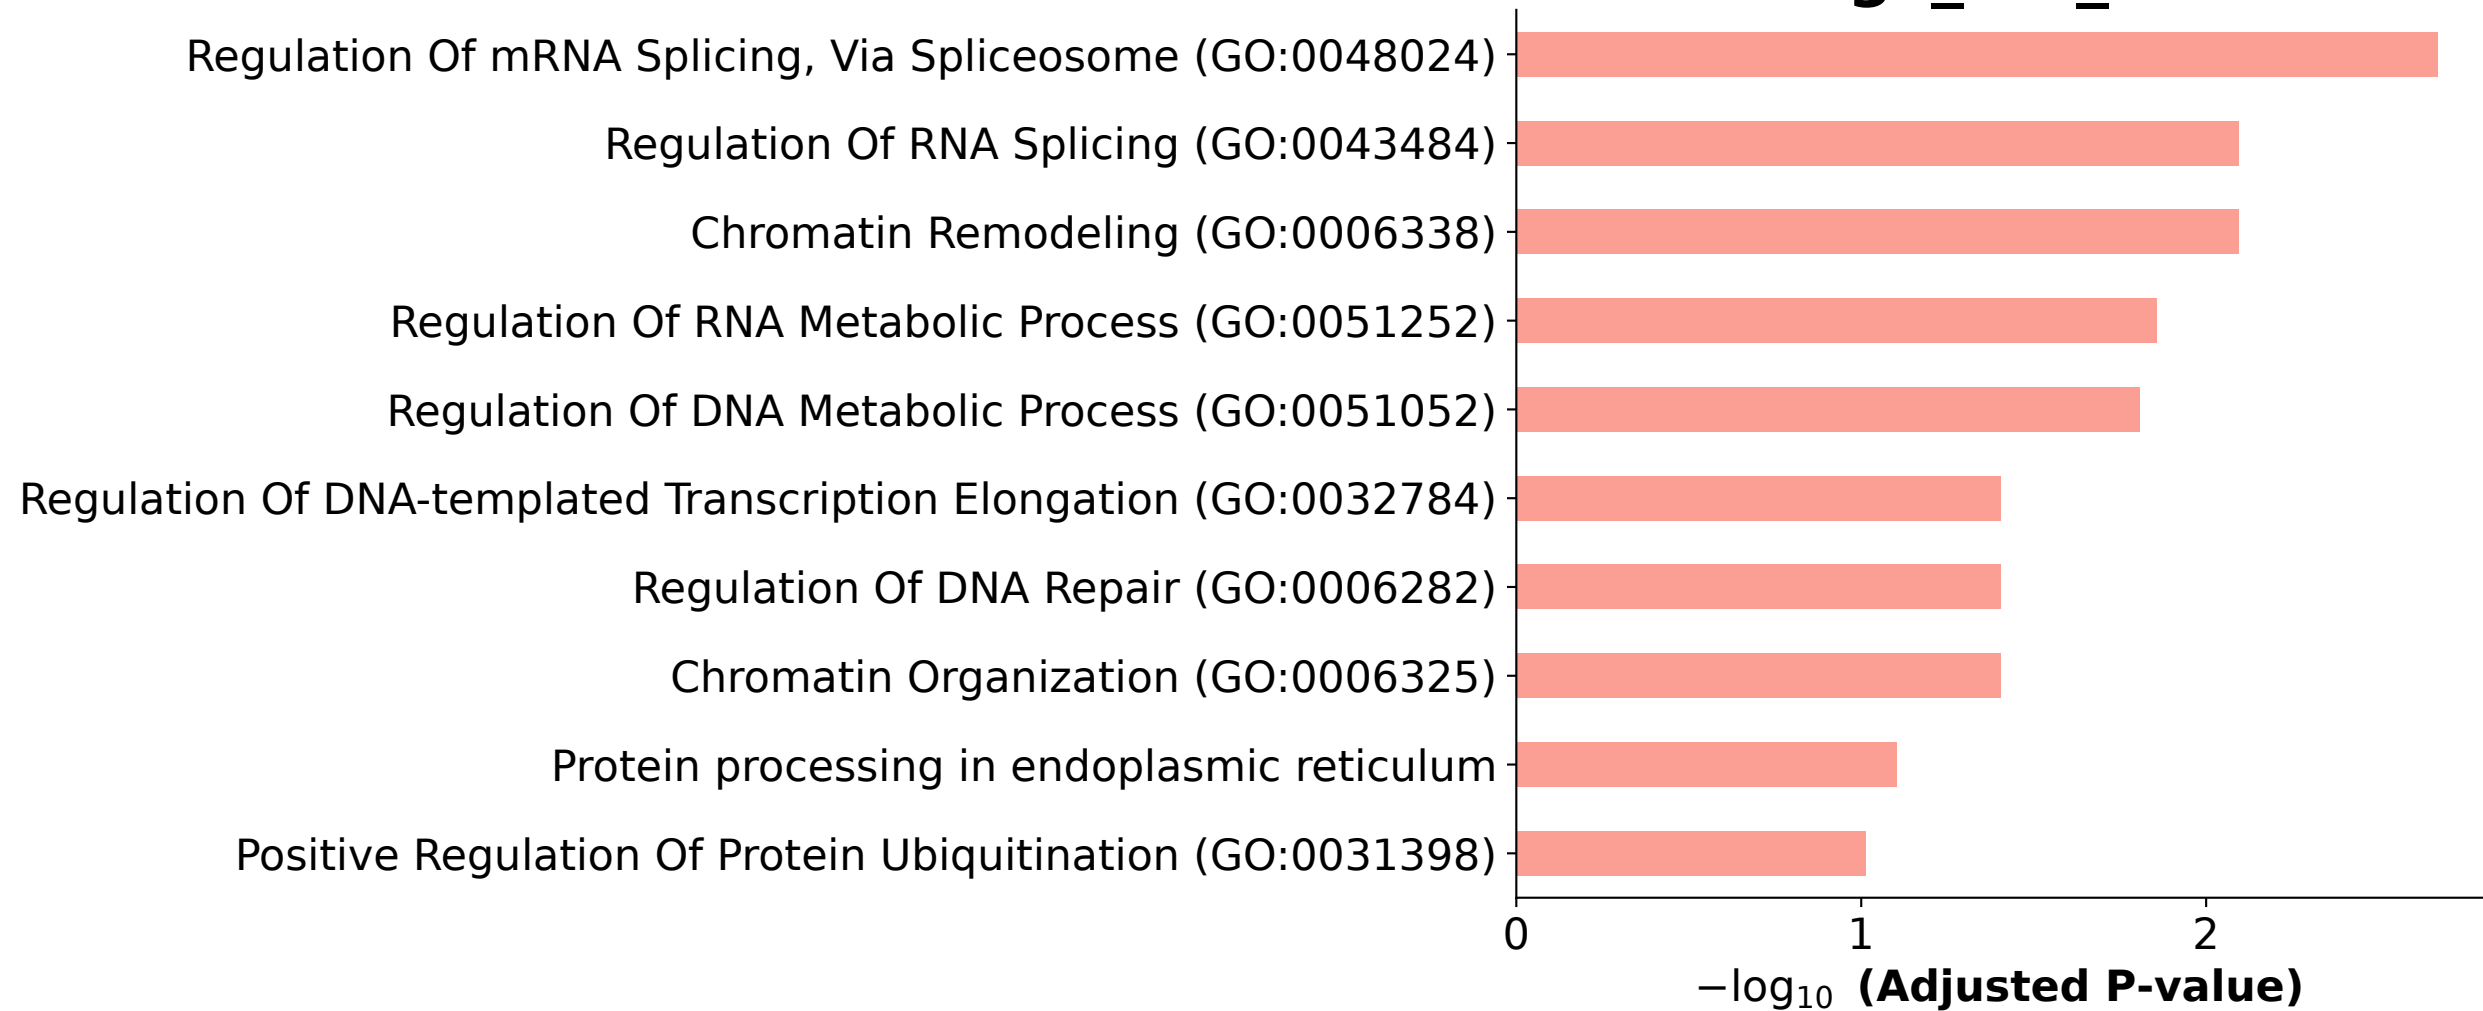 Regulation Of mRNA Splicing, Via Spliceosome (GO:0048024)
Regulation Of RNA Splicing (GO:0043484)
Chromatin Remodeling (GO:0006338)
Regulation Of RNA Metabolic Process (GO:0051252)
Regulation Of DNA Metabolic Process (GO:0051052)
Regulation Of DNA-templated Transcription Elongation (GO:0032784)
Regulation Of DNA Repair (GO:0006282)
Chromatin Organization (GO:0006325)
Protein processing in endoplasmic reticulum
Positive Regulation Of Protein Ubiquitination (GO:0031398)
0 1 2
−log₁₀ (Adjusted P-value)